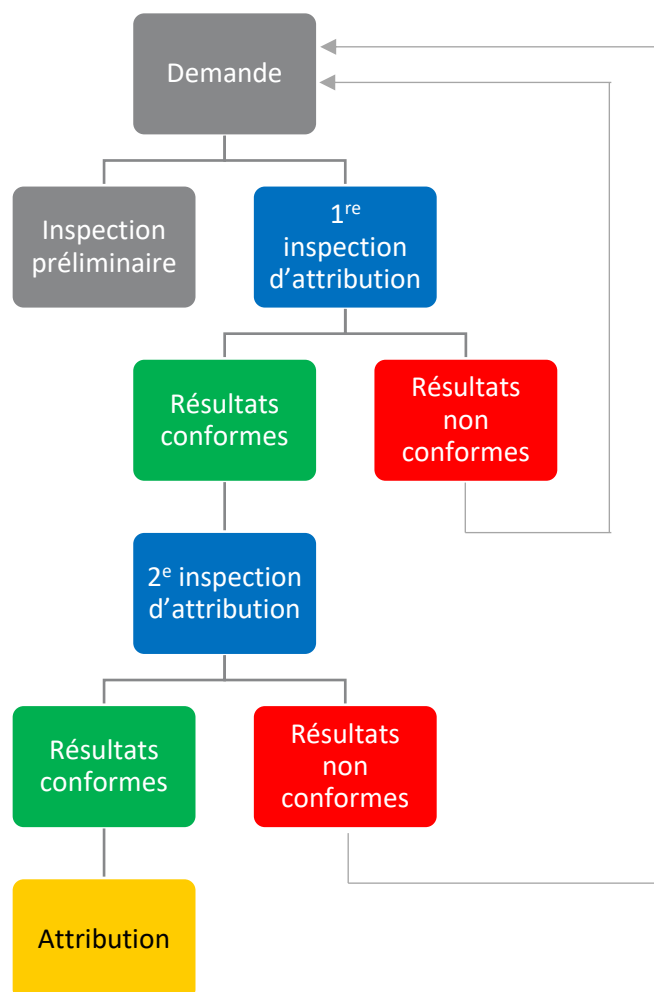 Demande
Inspection
préliminaire
1re
inspection
d’attribution
Résultats
conformes
Résultats
non
conformes
2e inspection
d’attribution
Résultats
conformes
Résultats
non
conformes
Attribution